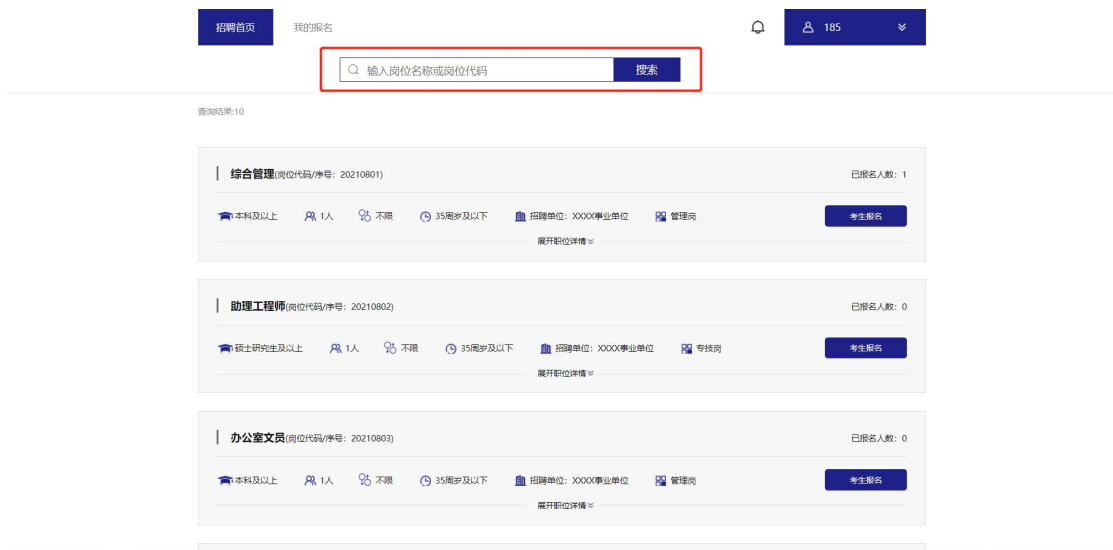 招聘首页 我的报名 185
输入岗位名称或岗位代码 搜索
查询结果:10
综合管理(岗位代码/序号：20210801) 已报名人数：1
本科及以上 1人 不限 35周岁及以下 招聘单位：XXXX事业单位 管理岗 考生报名
展开职位详情
助理工程师(岗位代码/序号：20210802) 已报名人数：0
硕士研究生及以上 1人 不限 35周岁及以下 招聘单位：XXXX事业单位 专技岗 考生报名
展开职位详情
办公室文员(岗位代码/序号：20210803) 已报名人数：0
本科及以上 1人 不限 35周岁及以下 招聘单位：XXXX事业单位 管理岗 考生报名
展开职位详情